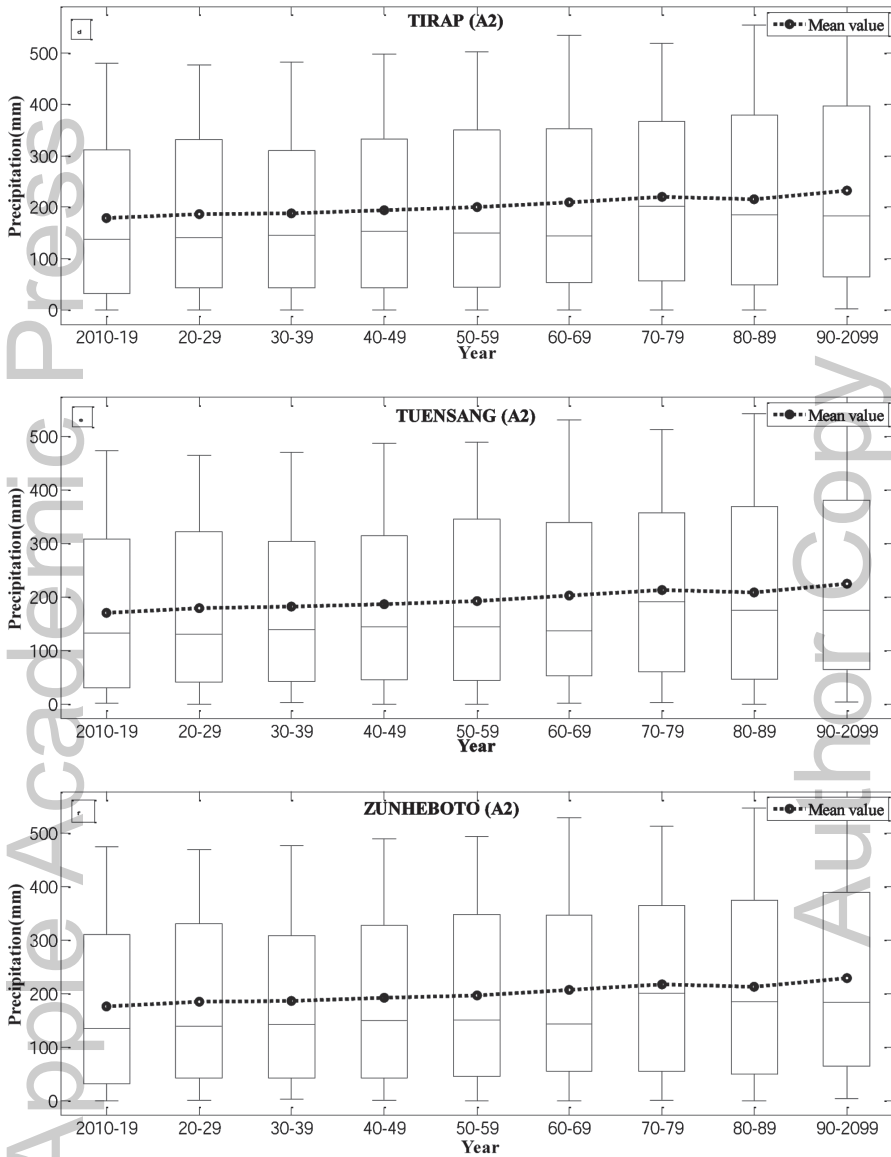 TIRAP (A2)
d
Mean value
Precipitation(mm)
500
400
300
200
100
0
2010-19 20-29 30-39 40-49 50-59 60-69 70-79 80-89 90-2099
Year
TUENSANG (A2)
e
Mean value
Precipitation(mm)
500
400
300
200
100
0
2010-19 20-29 30-39 40-49 50-59 60-69 70-79 80-89 90-2099
Year
ZUNHEBOTO (A2)
f
Mean value
Precipitation(mm)
500
400
300
200
100
0
2010-19 20-29 30-39 40-49 50-59 60-69 70-79 80-89 90-2099
Year
Apple Academic Press
Author Copy